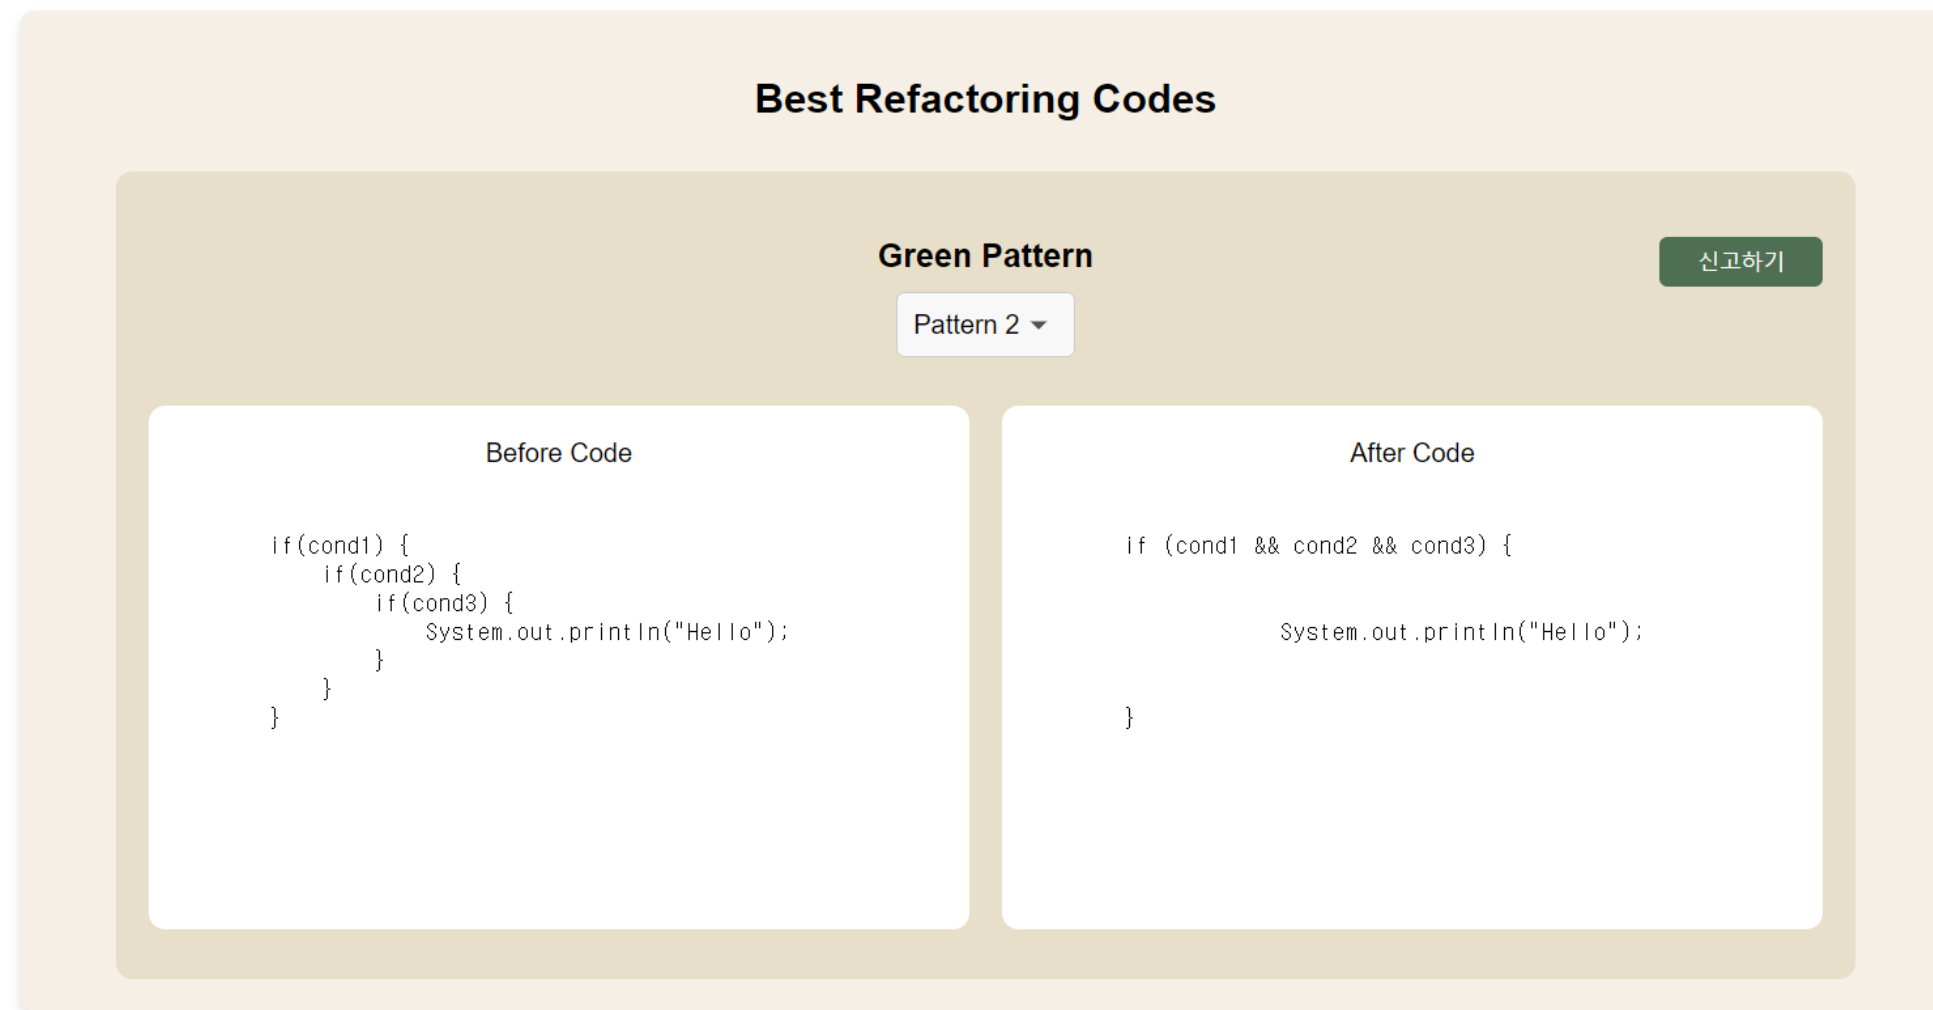 Best Refactoring Codes
Green Pattern
신고하기
Pattern 2
Before Code
if(cond1) {
    if(cond2) {
        if(cond3) {
            System.out.println("Hello");
        }
    }
}
After Code
if (cond1 && cond2 && cond3) {
            System.out.println("Hello");
}